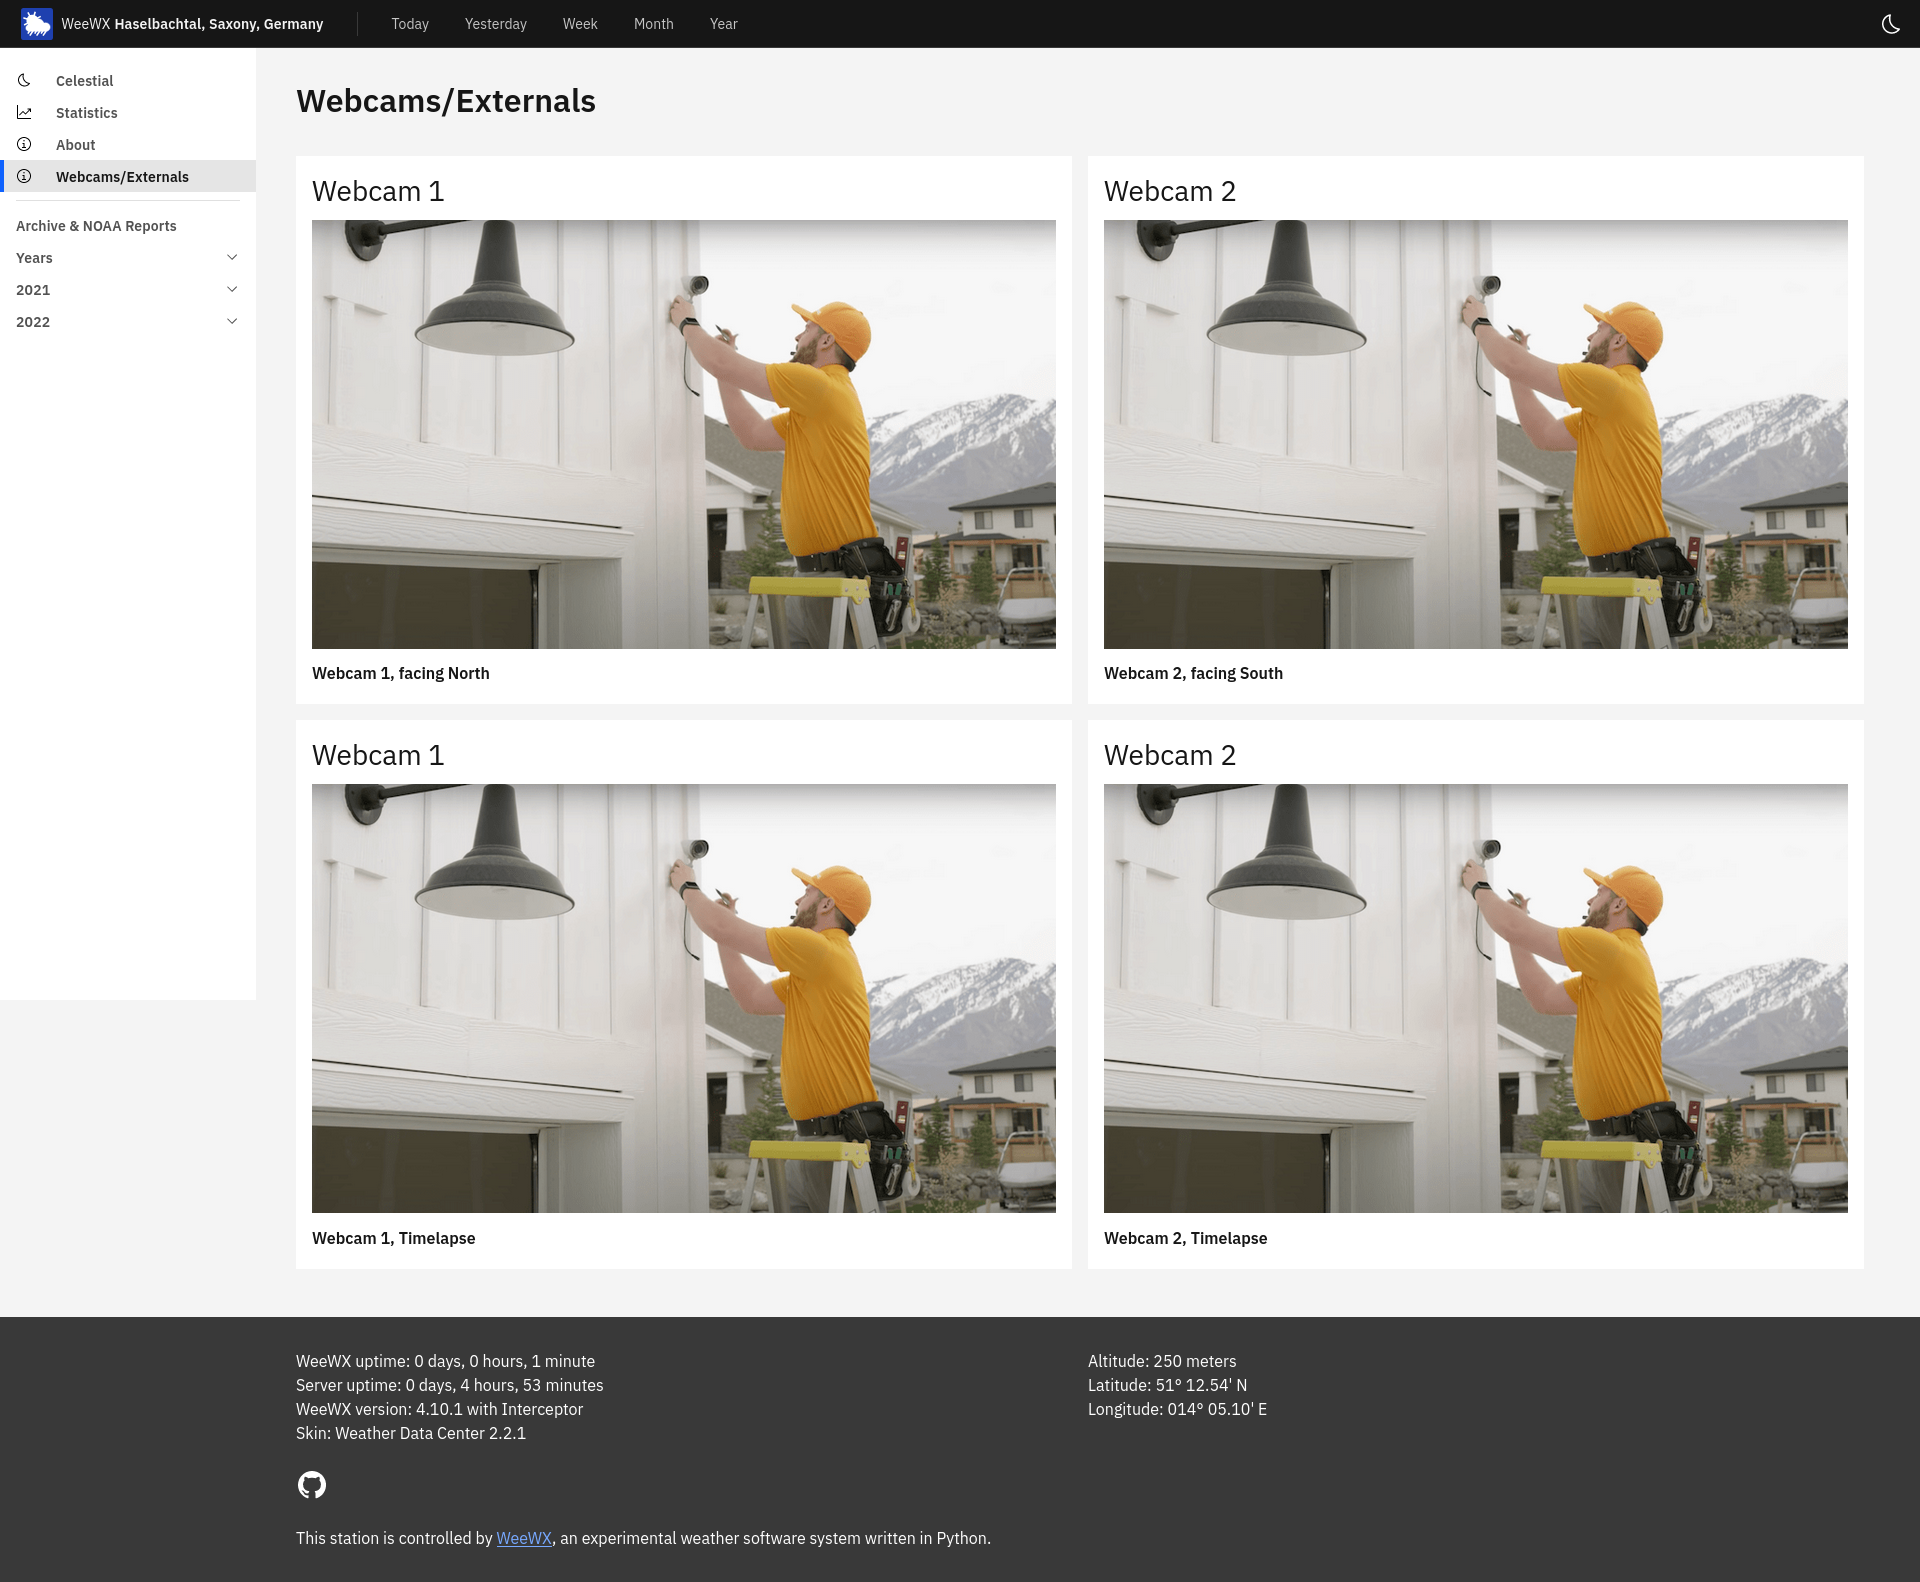 WeeWX Haselbachtal, Saxony, Germany
Today
Yesterday
Week
Month
Year
Celestial
Statistics
About
Webcams/Externals
Archive & NOAA Reports
Years
2021
2022
Webcams/Externals
Webcam 1
Webcam 1, facing North
Webcam 2
Webcam 2, facing South
Webcam 1
Webcam 1, Timelapse
Webcam 2
Webcam 2, Timelapse
WeeWX uptime: 0 days, 0 hours, 1 minute
Server uptime: 0 days, 4 hours, 53 minutes
WeeWX version: 4.10.1 with Interceptor
Skin: Weather Data Center 2.2.1
Altitude: 250 meters
Latitude: 51° 12.54' N
Longitude: 014° 05.10' E
This station is controlled by WeeWX, an experimental weather software system written in Python.